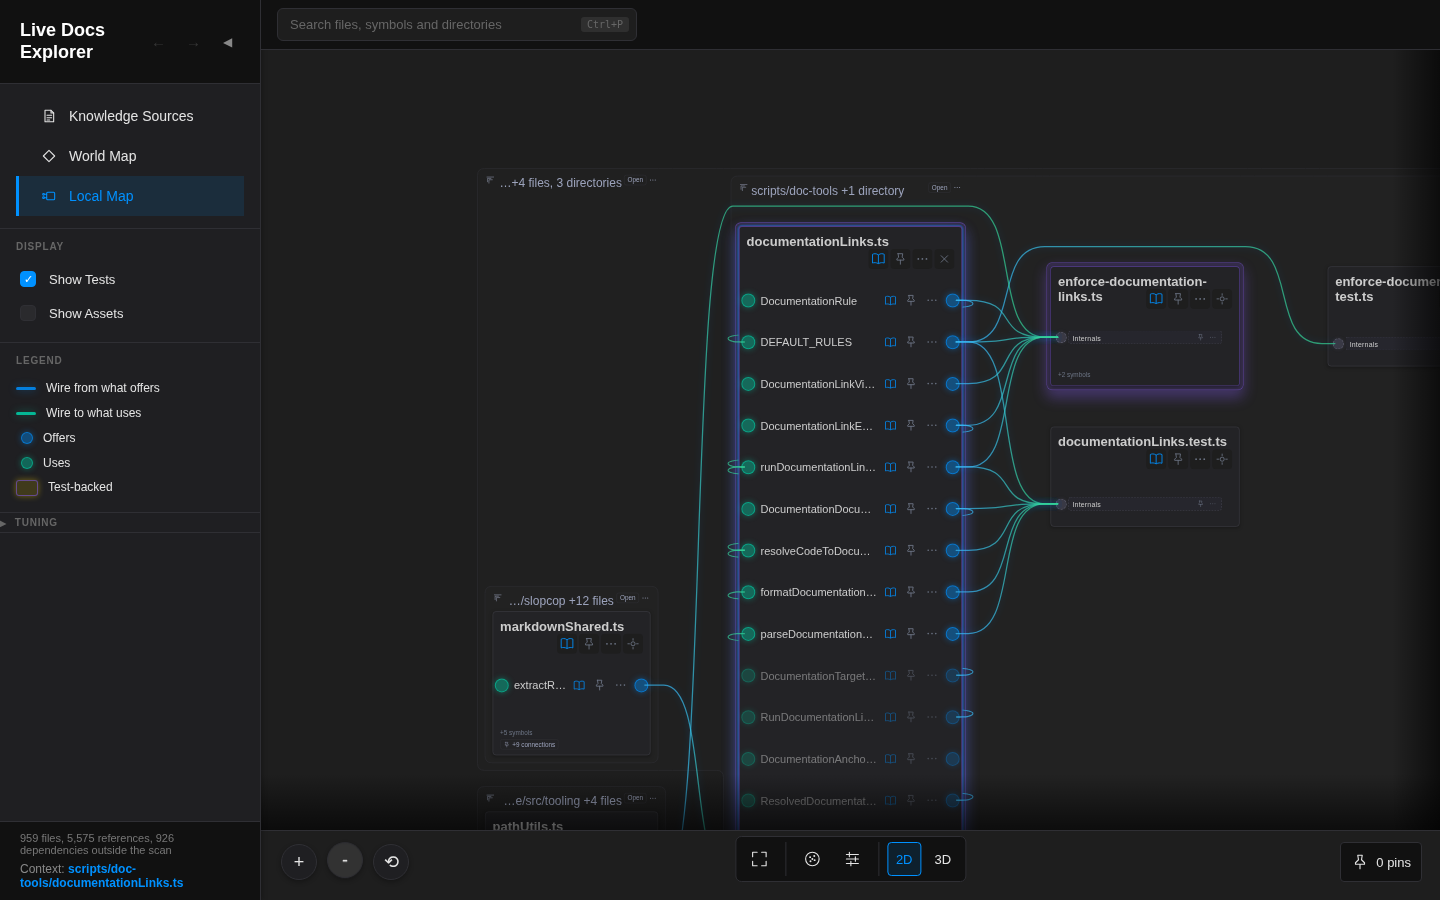 Live Docs
Explorer
Search files, symbols and directories
Ctrl+P
Knowledge Sources
World Map
Local Map
DISPLAY
Show Tests
Show Assets
LEGEND
Wire from what offers
Wire to what uses
Offers
Uses
Test-backed
TUNING
959 files, 5,575 references, 926
dependencies outside the scan
Context: scripts/doc-
tools/documentationLinks.ts
…+4 files, 3 directories
Open
scripts/doc-tools +1 directory
Open
documentationLinks.ts
DocumentationRule
DEFAULT_RULES
DocumentationLinkVi…
DocumentationLinkE…
runDocumentationLin…
DocumentationDocu…
resolveCodeToDocu…
formatDocumentation…
parseDocumentation…
DocumentationTarget…
RunDocumentationLi…
DocumentationAncho…
ResolvedDocumentat…
enforce-documentation-
links.ts
Internals
+2 symbols
enforce-documen
test.ts
Internals
documentationLinks.test.ts
Internals
…/slopcop +12 files
Open
markdownShared.ts
extractR…
+5 symbols
+9 connections
…e/src/tooling +4 files
Open
pathUtils.ts
+
-
2D
3D
0 pins